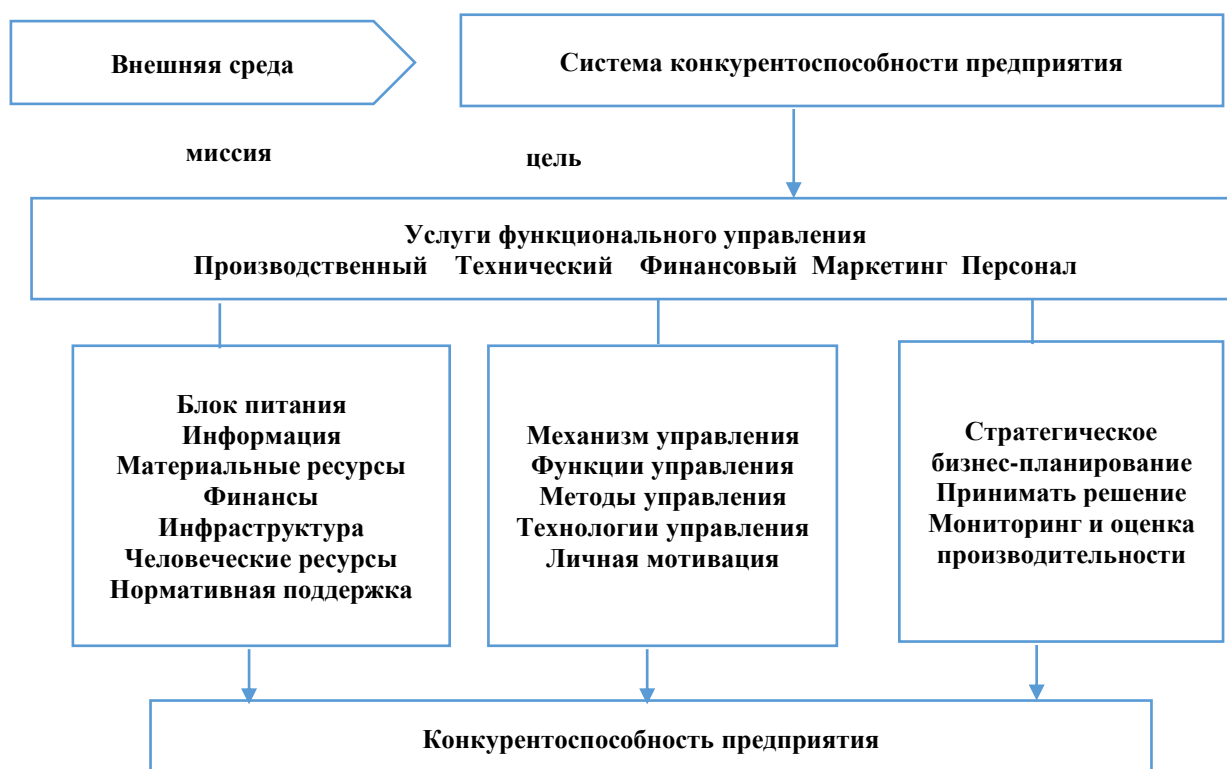 Внешняя среда
Система конкурентоспособности предприятия
миссия
цель
Услуги функционального управления
Производственный Технический Финансовый Маркетинг Персонал
Блок питания
Информация
Материальные ресурсы
Финансы
Инфраструктура
Человеческие ресурсы
Нормативная поддержка
Механизм управления
Функции управления
Методы управления
Технологии управления
Личная мотивация
Стратегическое
бизнес-планирование
Принимать решение
Мониторинг и оценка
производительности
Конкурентоспособность предприятия